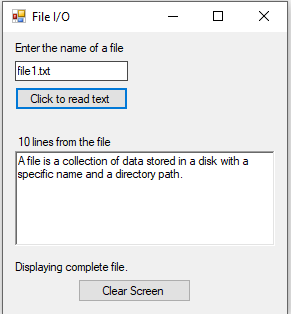 File I/O
Enter the name of a file
file1.txt
Click to read text
10 lines from the file
A file is a collection of data stored in a disk with a
specific name and a directory path.
Displaying complete file.
Clear Screen